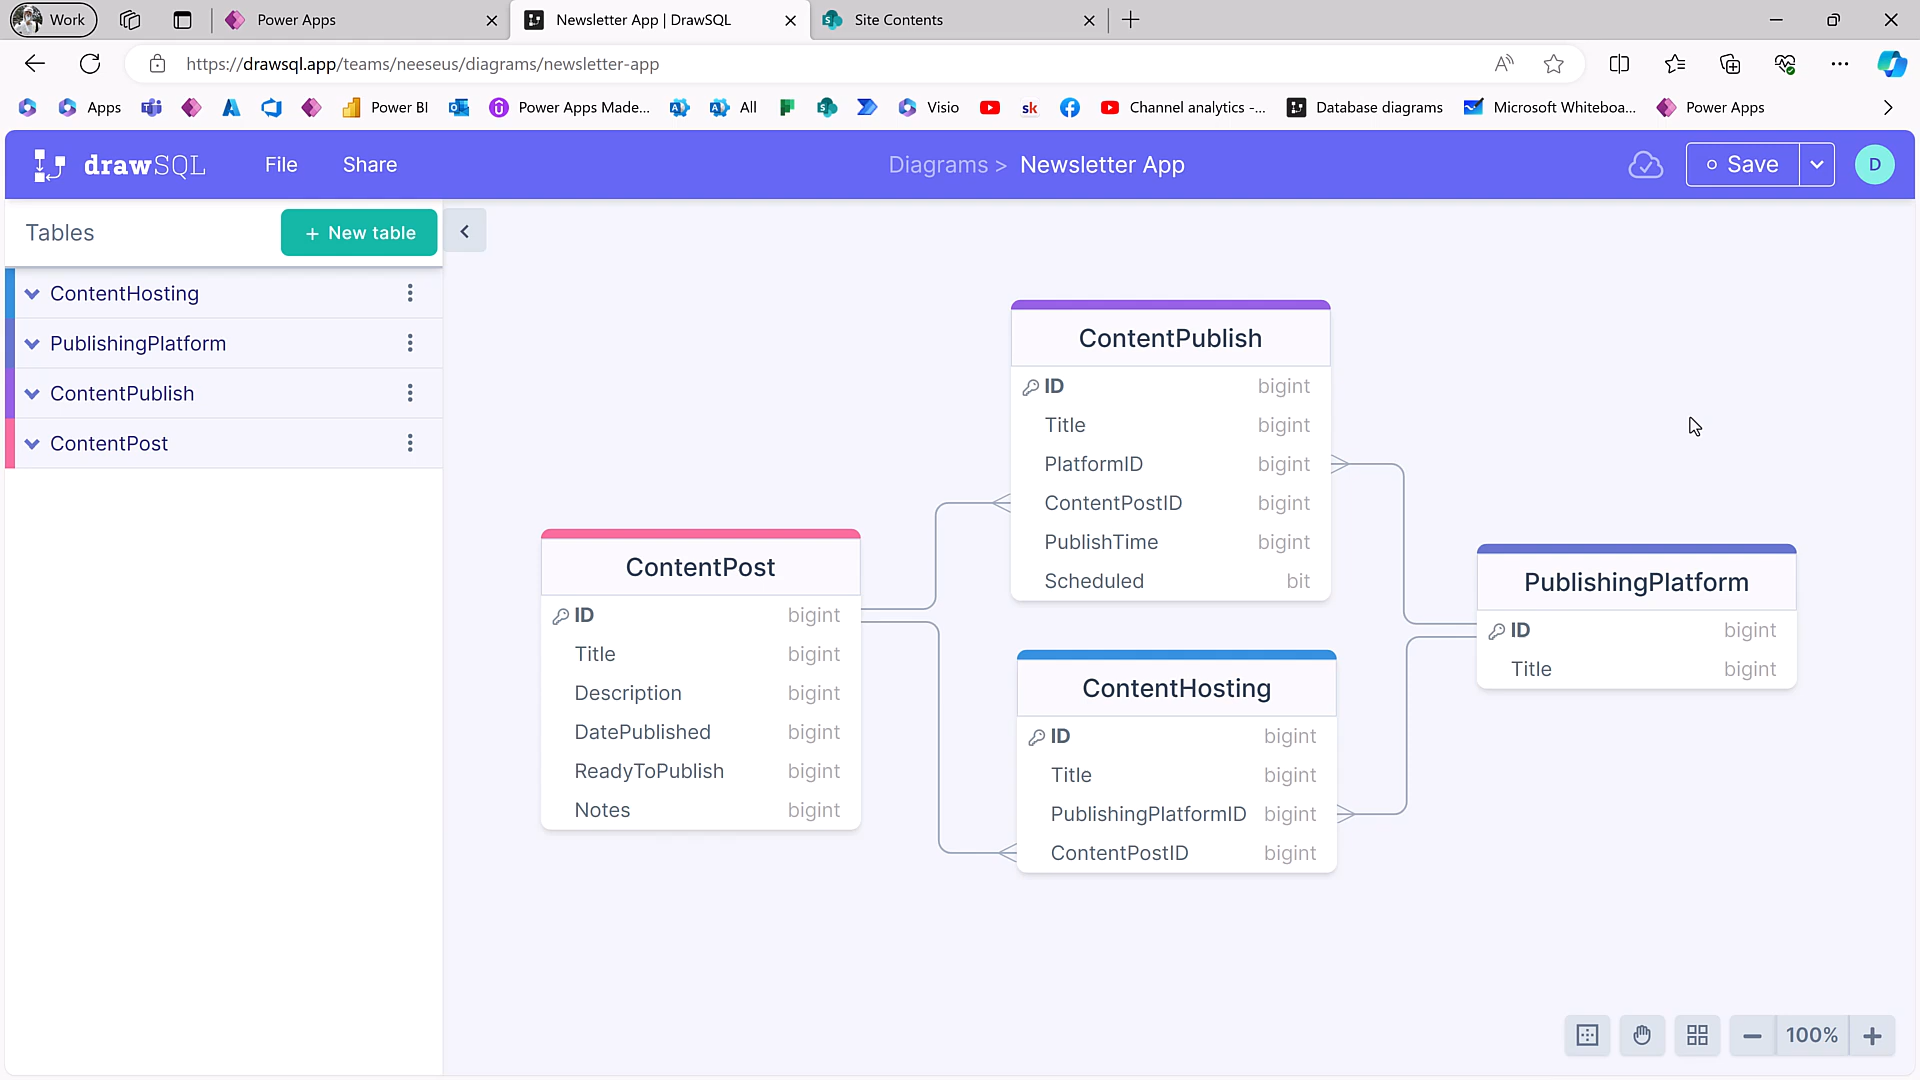 Work
Power Apps
Newsletter App | DrawSQL
Site Contents
https://drawsql.app/teams/neeseus/diagrams/newsletter-app
Apps
Power BI
Power Apps Made...
All
Visio
sk
Channel analytics -...
Database diagrams
Microsoft Whiteboa...
Power Apps
drawSQL
File
Share
Diagrams > Newsletter App
Save
D
Tables
+ New table
ContentHosting
PublishingPlatform
ContentPublish
ContentPost
ContentPublish
ID bigint
Title bigint
PlatformID bigint
ContentPostID bigint
PublishTime bigint
Scheduled bit
ContentPost
ID bigint
Title bigint
Description bigint
DatePublished bigint
ReadyToPublish bigint
Notes bigint
PublishingPlatform
ID bigint
Title bigint
ContentHosting
ID bigint
Title bigint
PublishingPlatformID bigint
ContentPostID bigint
100%